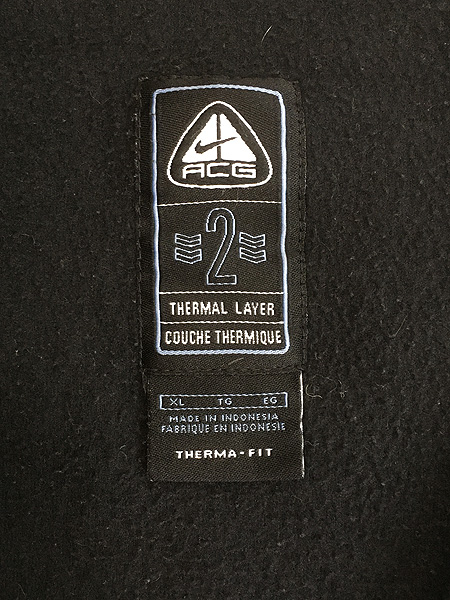 ACG
2
THERMAL LAYER
COUCHE THERMIQUE
XL TG EG
MADE IN INDONESIA
FABRIQUE EN INDONESIE
THERMA-FIT